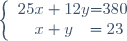 25x + 12y=380
x + y = 23